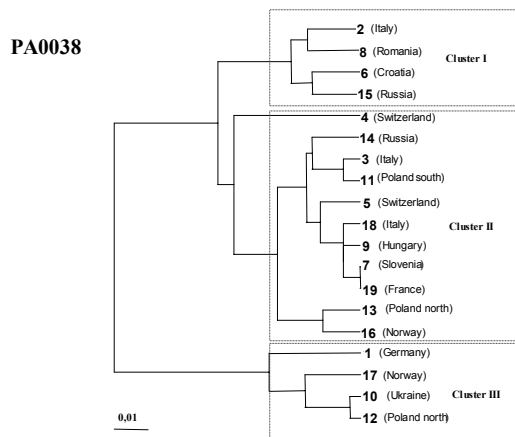 PA0038
2 (Italy)
8 (Romania)
Cluster I
6 (Croatia)
15 (Russia)
4 (Switzerland)
14 (Russia)
3 (Italy)
11 (Poland south)
5 (Switzerland)
18 (Italy)
Cluster II
9 (Hungary)
7 (Slovenia)
19 (France)
13 (Poland north)
16 (Norway)
1 (Germany)
17 (Norway)
Cluster III
10 (Ukraine)
12 (Poland north)
0,01